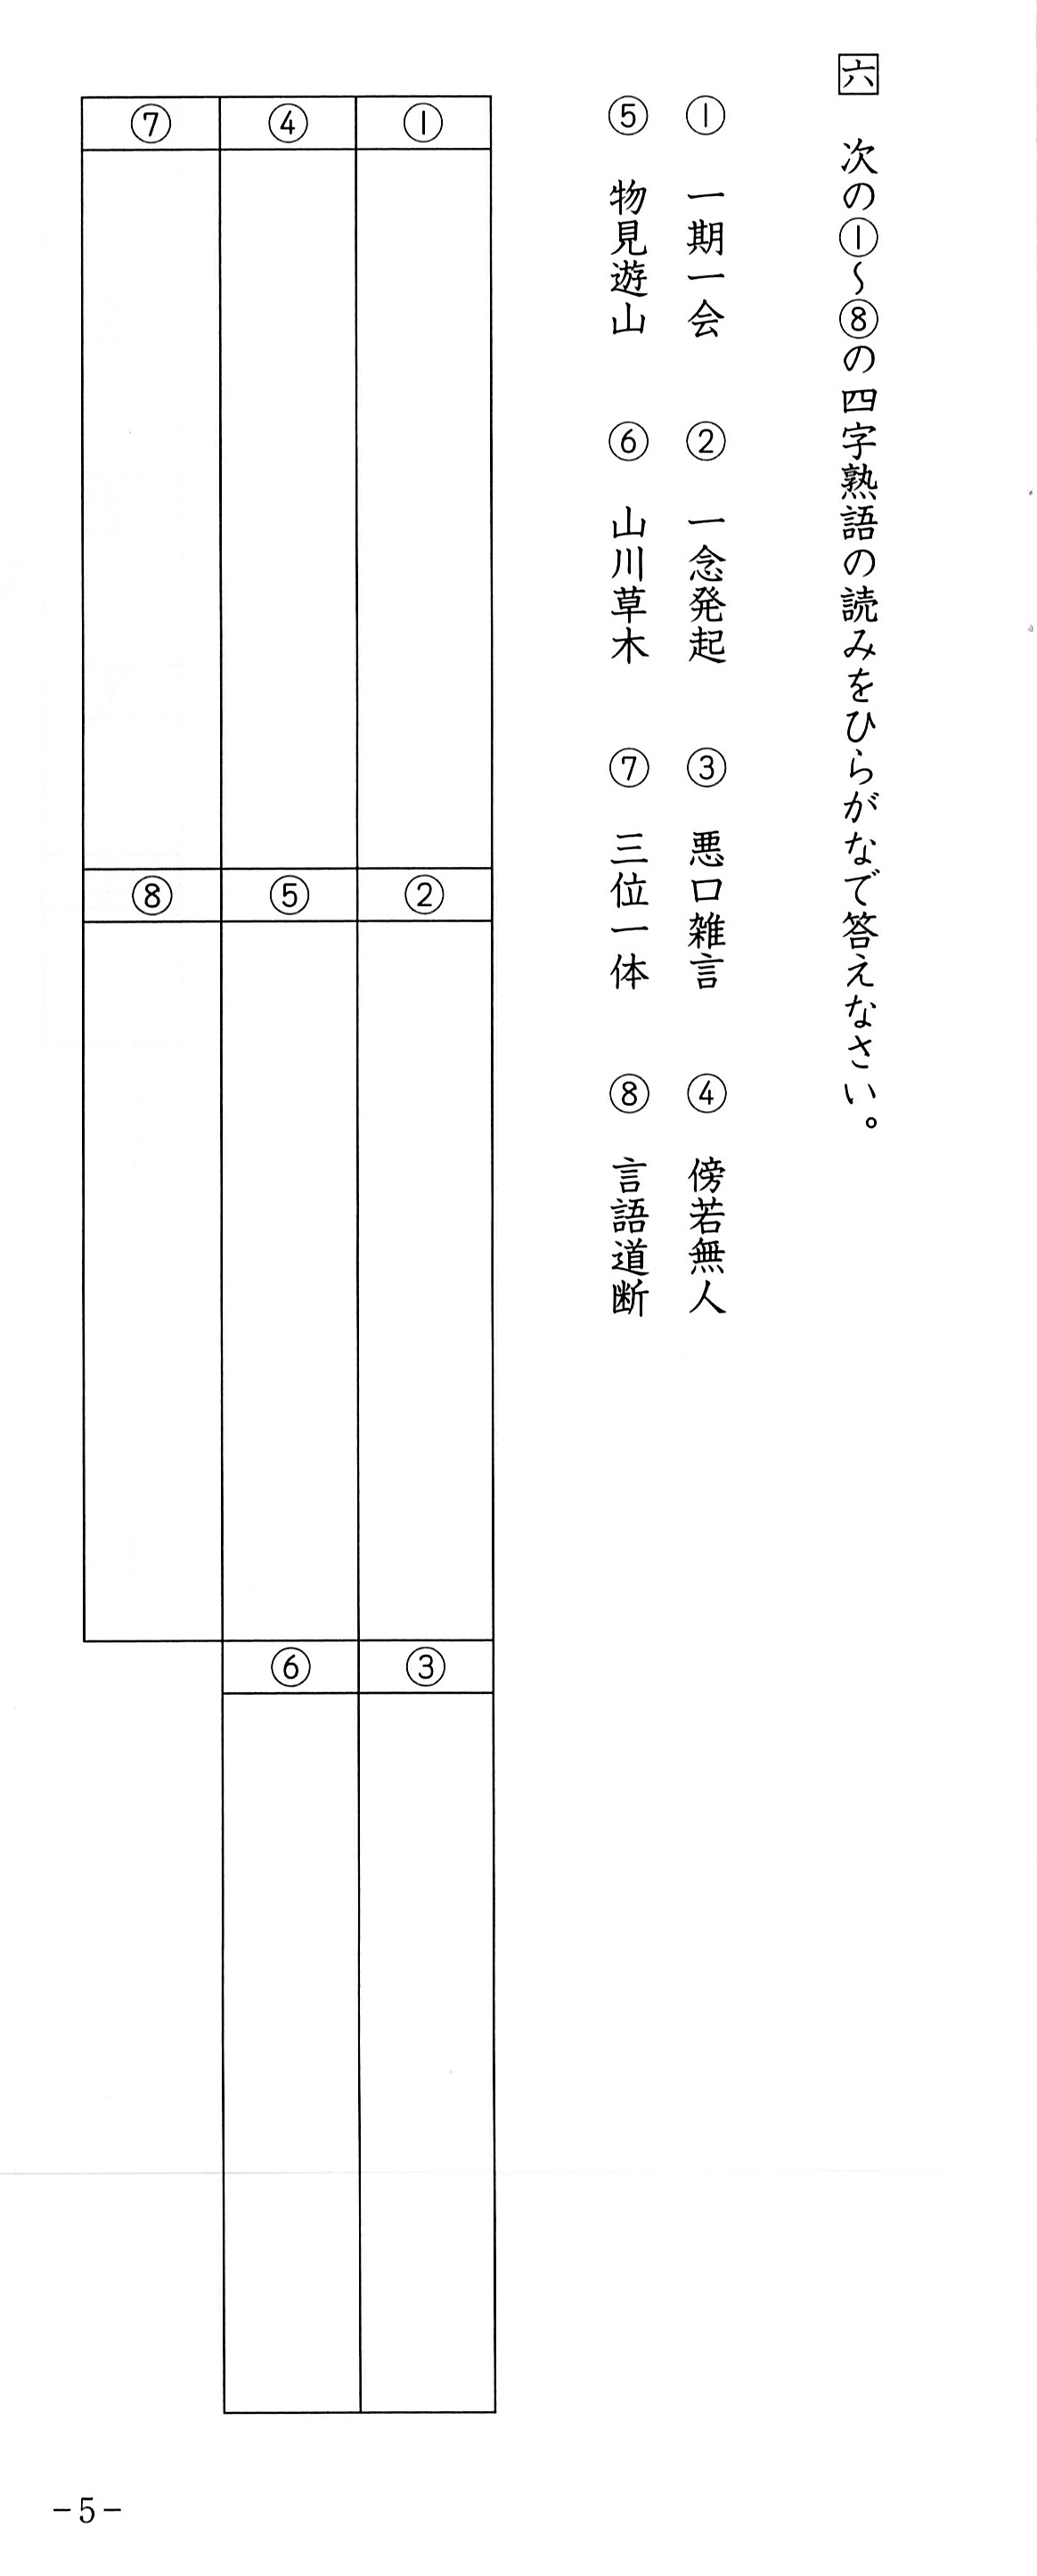 六 次の①～⑧の四字熟語の読みをひらがなで答えなさい。
① 一期一会 ② 一念発起 ③ 悪口雑言 ④ 傍若無人
⑤ 物見遊山 ⑥ 山川草木 ⑦ 三位一体 ⑧ 言語道断
① ② ③
④ ⑤ ⑥
⑦ ⑧
-5-